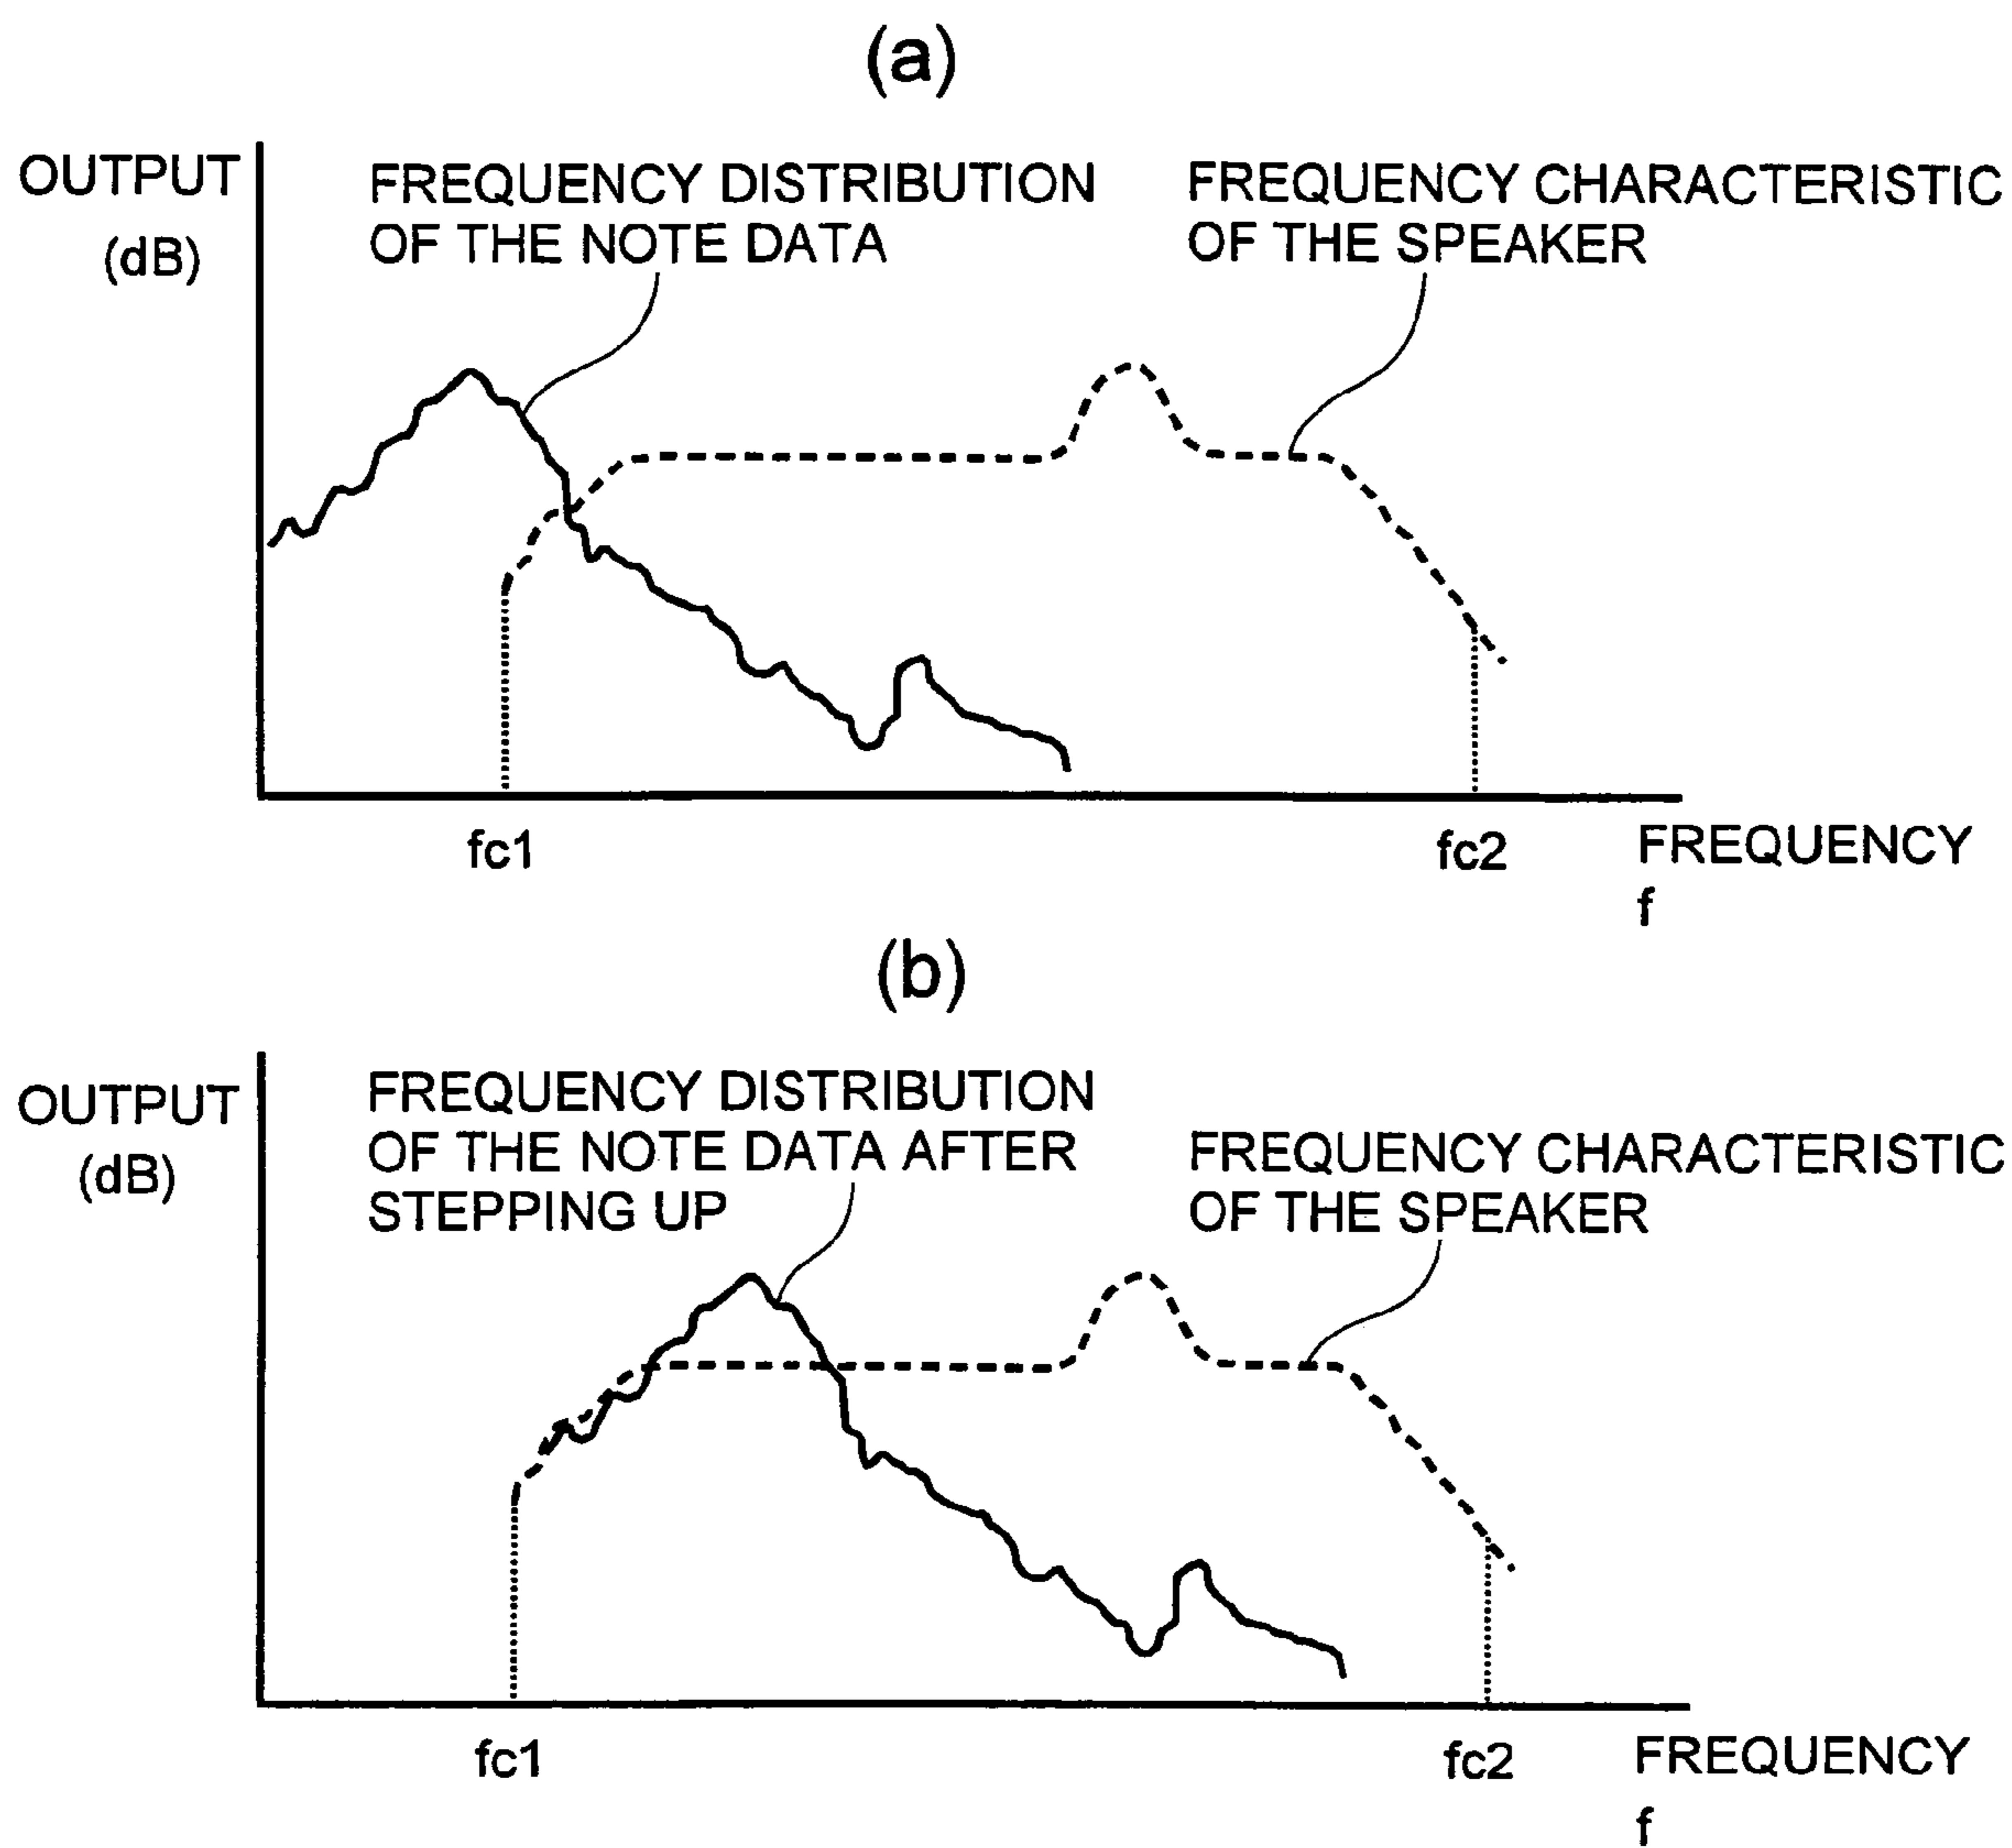 (a)
OUTPUT
(dB)
FREQUENCY DISTRIBUTION
OF THE NOTE DATA
FREQUENCY CHARACTERISTIC
OF THE SPEAKER
fc1
fc2
FREQUENCY
f
(b)
OUTPUT
(dB)
FREQUENCY DISTRIBUTION
OF THE NOTE DATA AFTER
STEPPING UP
FREQUENCY CHARACTERISTIC
OF THE SPEAKER
fc1
fc2
FREQUENCY
f